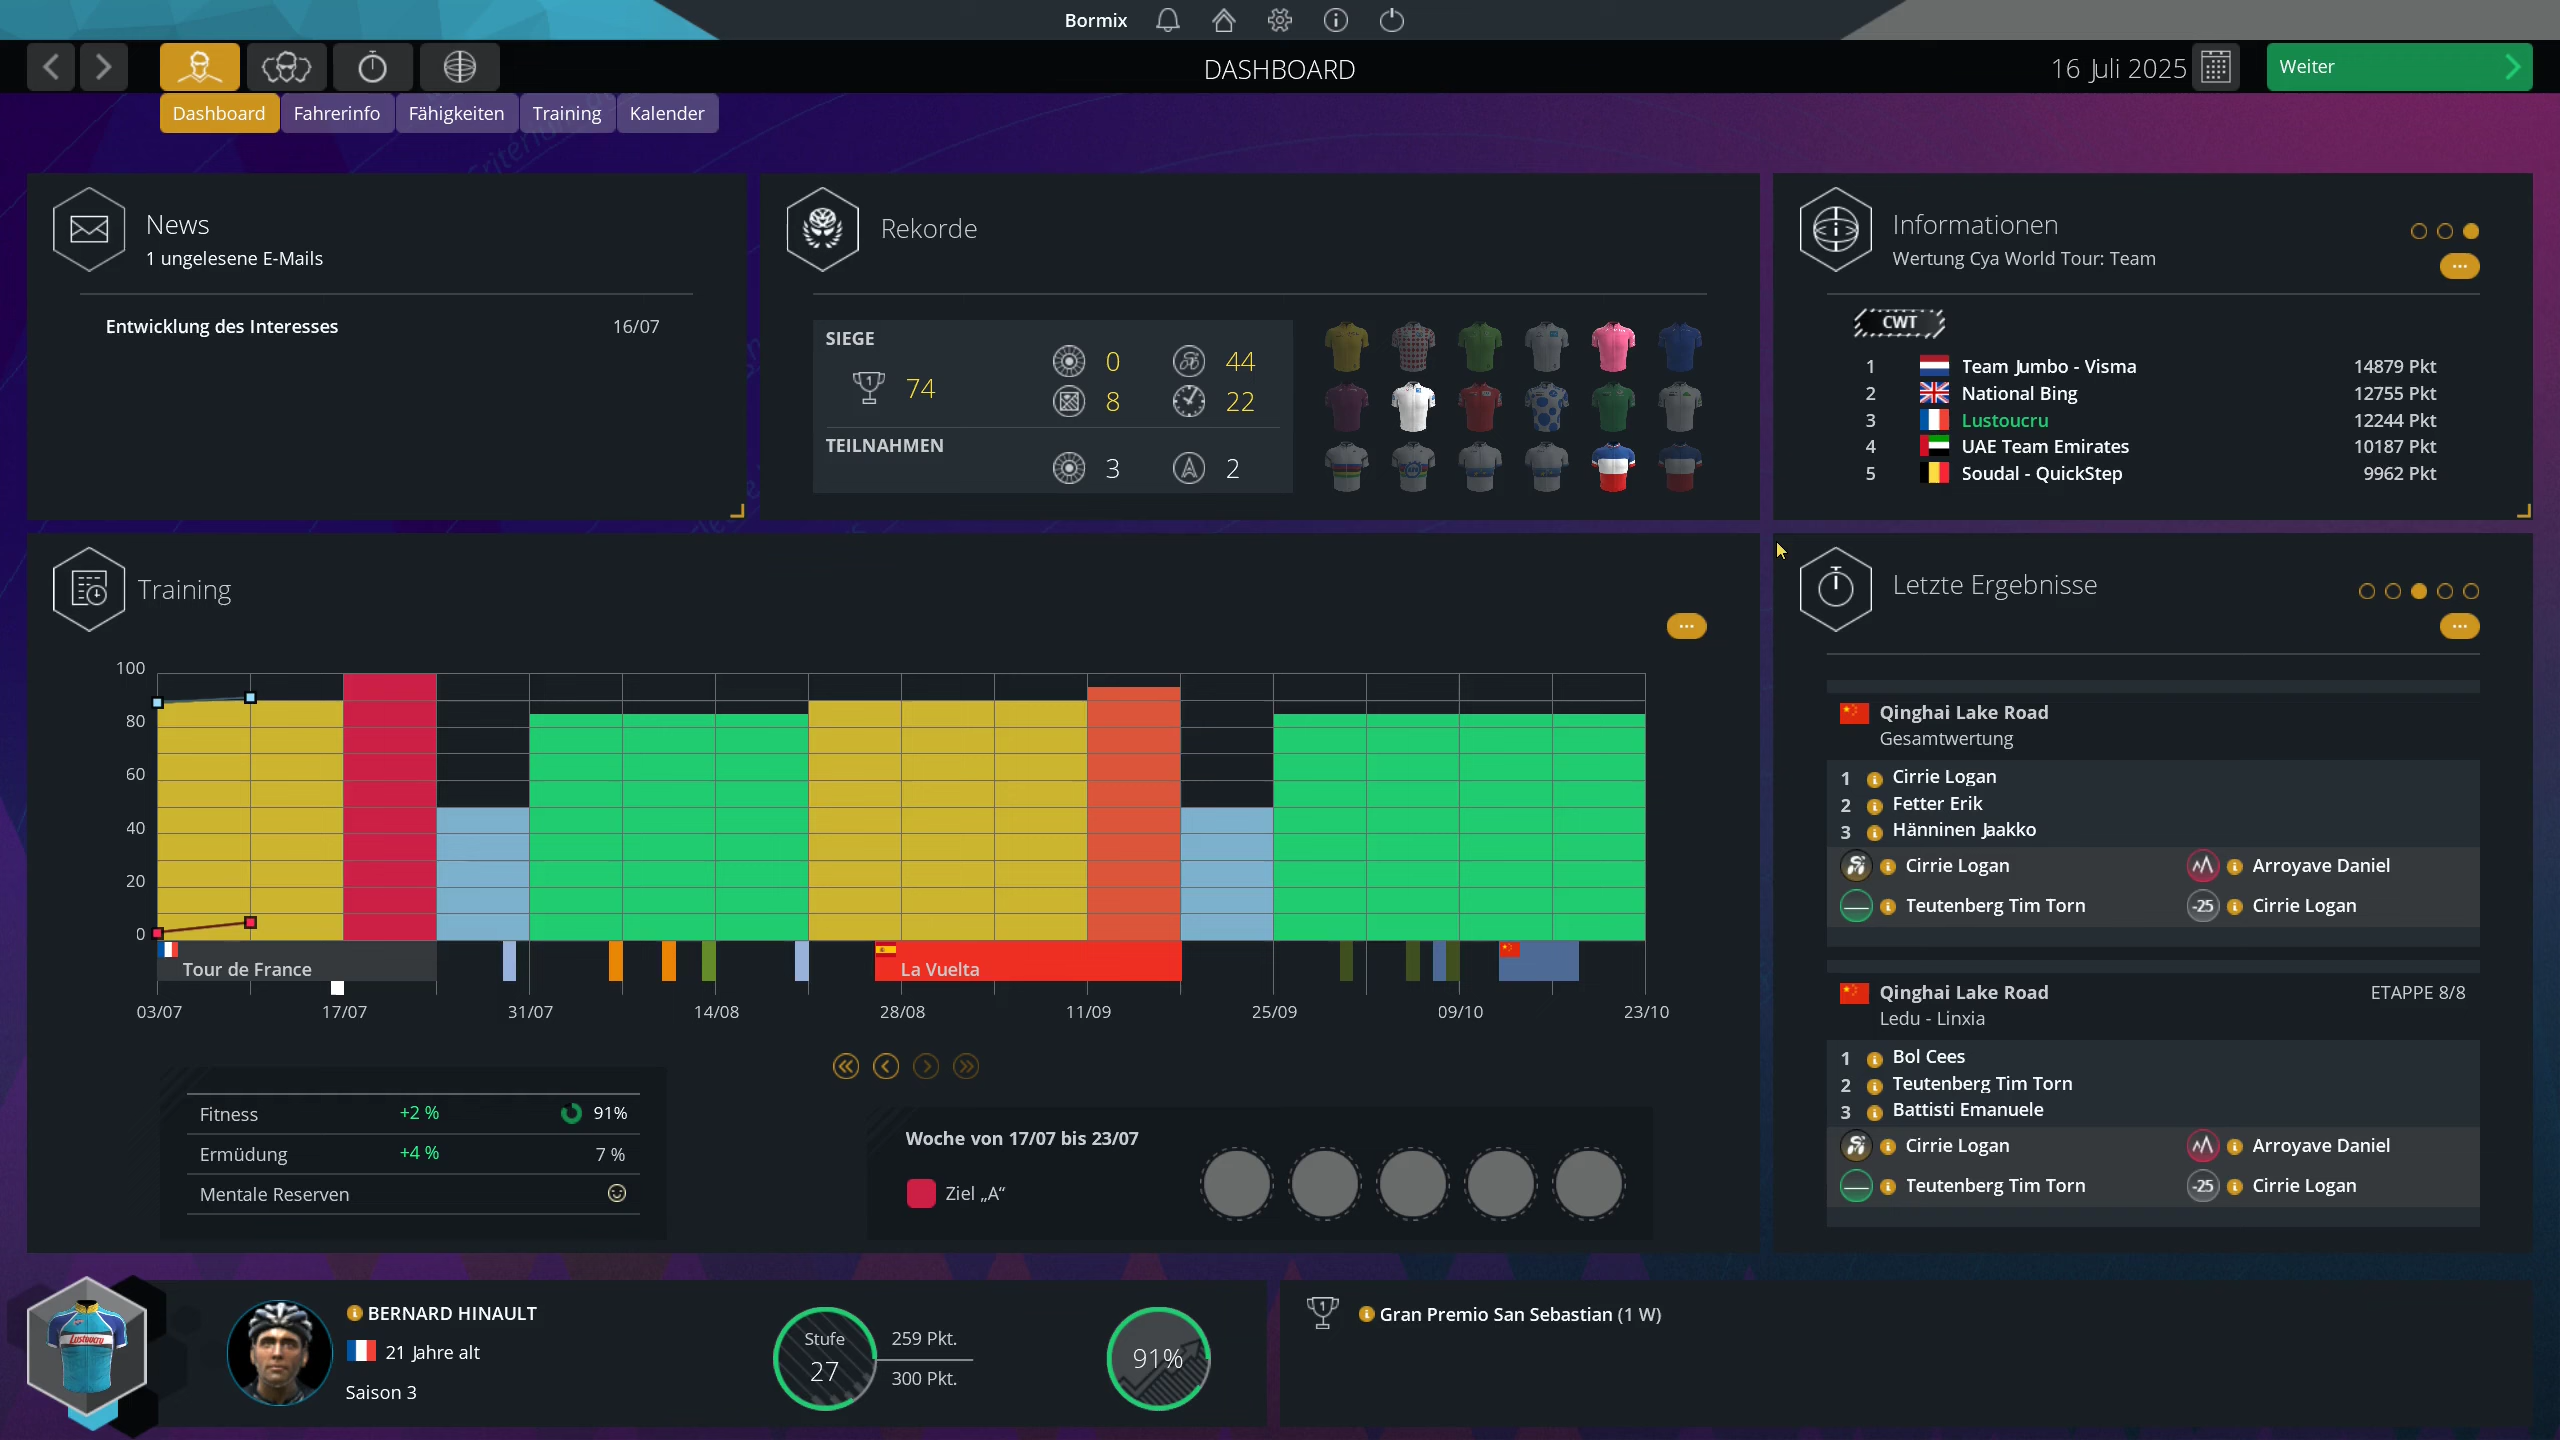 Bormix
DASHBOARD
16 Juli 2025
Weiter
Dashboard
Fahrerinfo
Fähigkeiten
Training
Kalender
News
1 ungelesene E-Mails
Entwicklung des Interesses 16/07
Rekorde
SIEGE
74
0
44
8
22
TEILNAHMEN
3
2
Informationen
Wertung Cya World Tour: Team
CWT
1 Team Jumbo - Visma 14879 Pkt
2 National Bing 12755 Pkt
3 Lustoucru 12244 Pkt
4 UAE Team Emirates 10187 Pkt
5 Soudal - QuickStep 9962 Pkt
Training
100
80
60
40
20
0
Tour de France
La Vuelta
03/07 17/07 31/07 14/08 28/08 11/09 25/09 09/10 23/10
Fitness +2 % 91%
Ermüdung +4 % 7 %
Mentale Reserven
Woche von 17/07 bis 23/07
Ziel „A“
Letzte Ergebnisse
Qinghai Lake Road
Gesamtwertung
1 Cirrie Logan
2 Fetter Erik
3 Hänninen Jaakko
Cirrie Logan
Arroyave Daniel
Teutenberg Tim Torn
-25 Cirrie Logan
Qinghai Lake Road ETAPPE 8/8
Ledu - Linxia
1 Bol Cees
2 Teutenberg Tim Torn
3 Battisti Emanuele
Cirrie Logan
Arroyave Daniel
Teutenberg Tim Torn
-25 Cirrie Logan
Lustucru
BERNARD HINAULT
21 Jahre alt
Saison 3
Stufe
27
259 Pkt.
300 Pkt.
91%
1 Gran Premio San Sebastian (1 W)